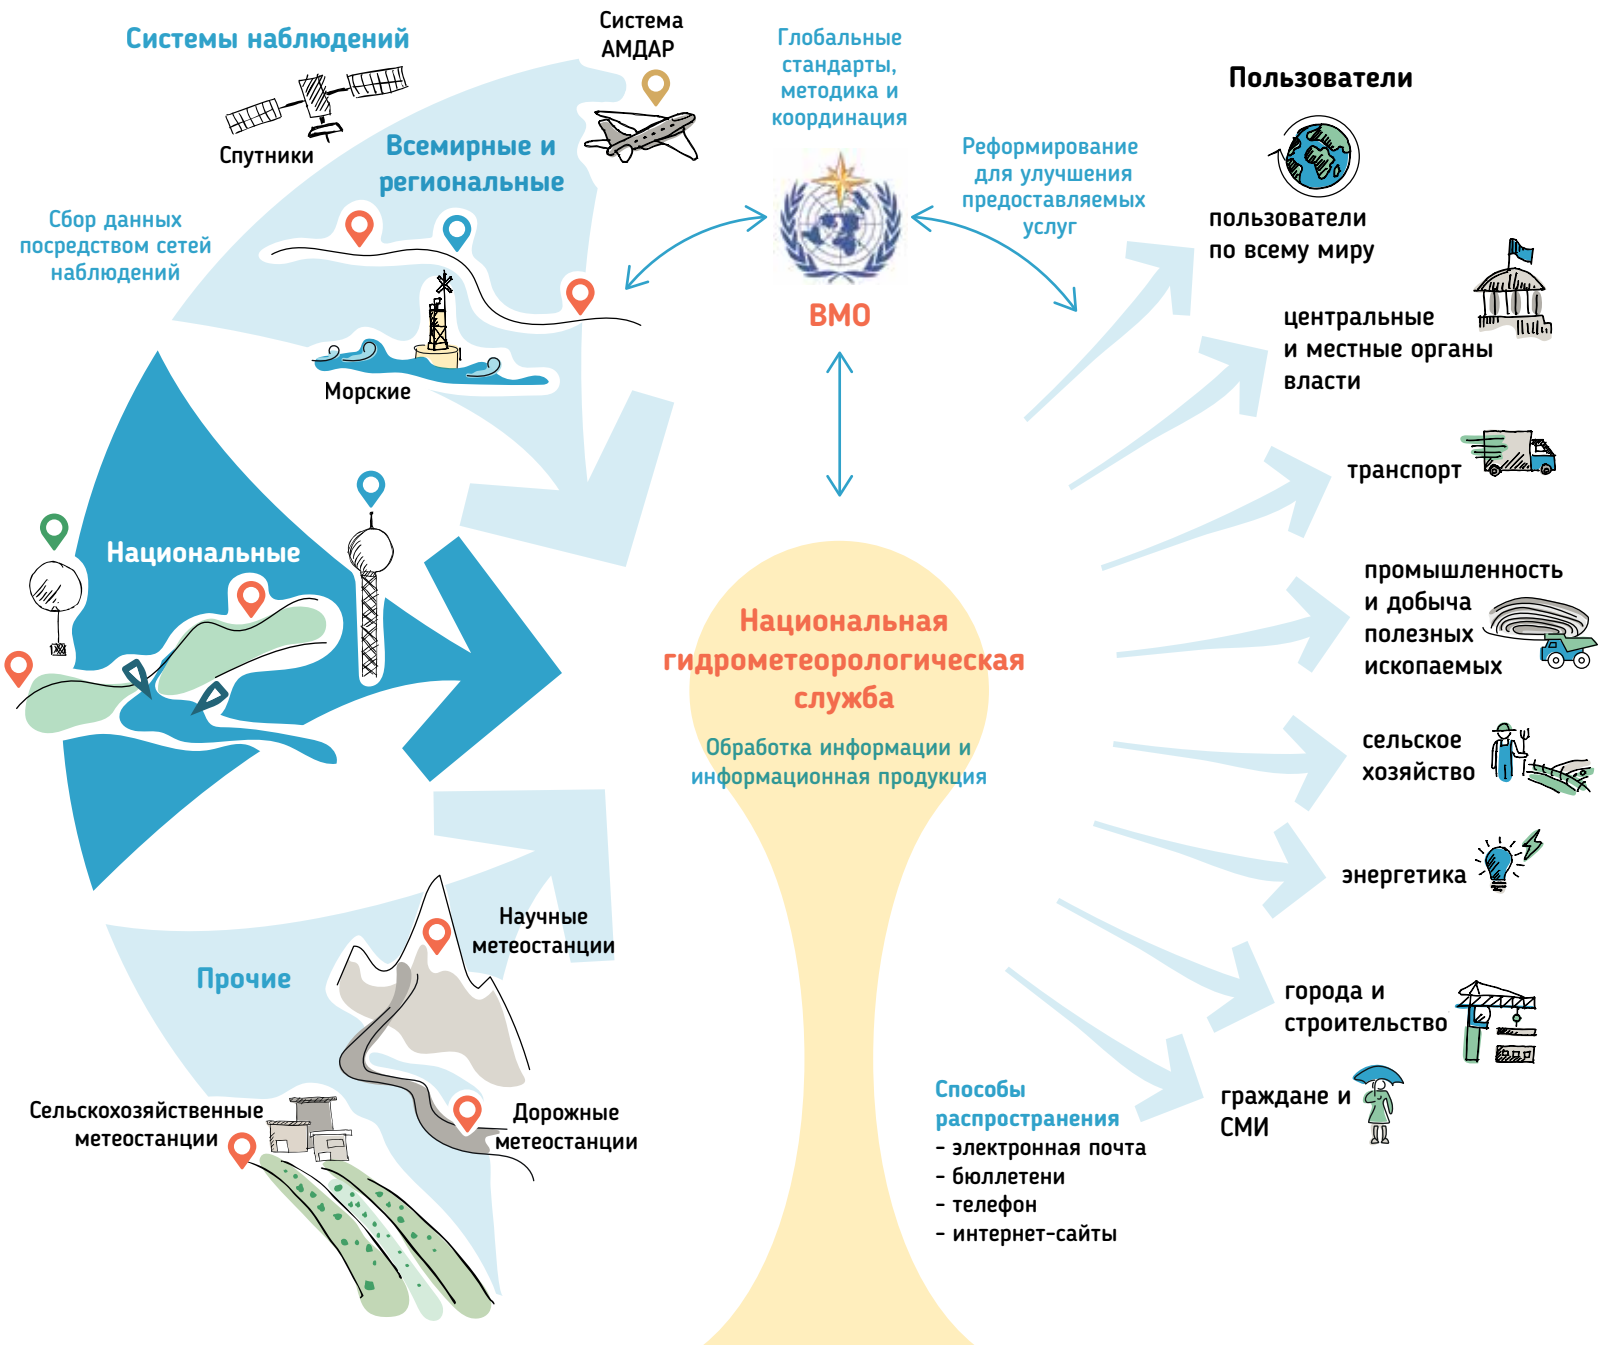 Системы наблюдений
Спутники
Система
АМДАР
Всемирные и
региональные
Сбор данных
посредством сетей
наблюдений
Морские
Национальные
Прочие
Научные
метеостанции
Сельскохозяйственные
метеостанции
Дорожные
метеостанции
Глобальные
стандарты,
методика и
координация
ВМО
Реформирование
для улучшения
предоставляемых
услуг
Национальная
гидрометеорологическая
служба
Обработка информации и
информационная продукция
Способы
распространения
- электронная почта
- бюллетени
- телефон
- интернет-сайты
Пользователи
пользователи
по всему миру
центральные
и местные органы
власти
транспорт
промышленность
и добыча
полезных
ископаемых
сельское
хозяйство
энергетика
города и
строительство
граждане и
СМИ